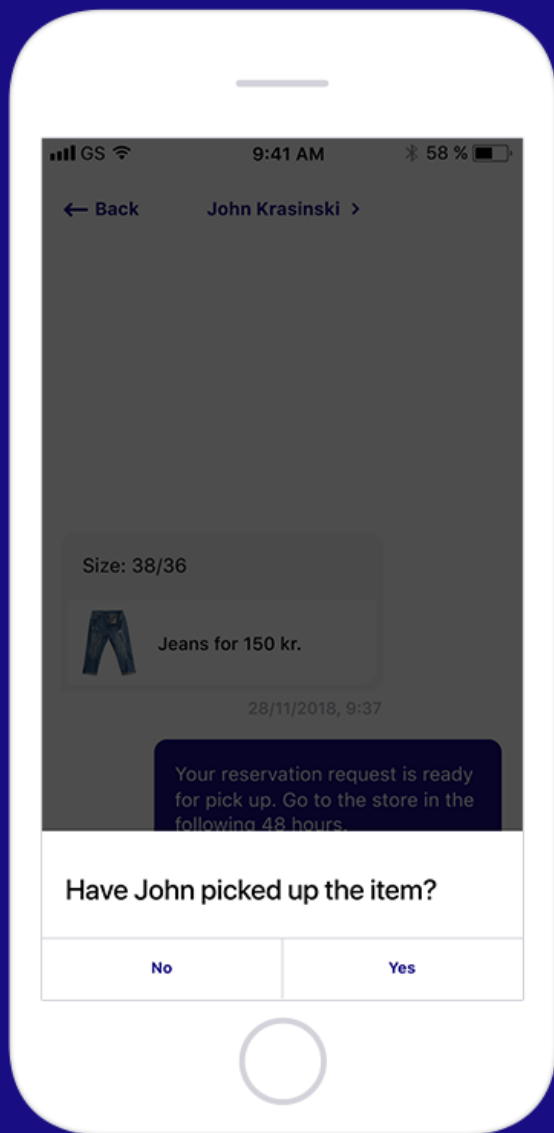 GS 9:41 AM 58 %
← Back John Krasinski >
Size: 38/36
Jeans for 150 kr.
28/11/2018, 9:37
Your reservation request is ready
for pick up. Go to the store in the
following 48 hours.
Have John picked up the item?
No Yes